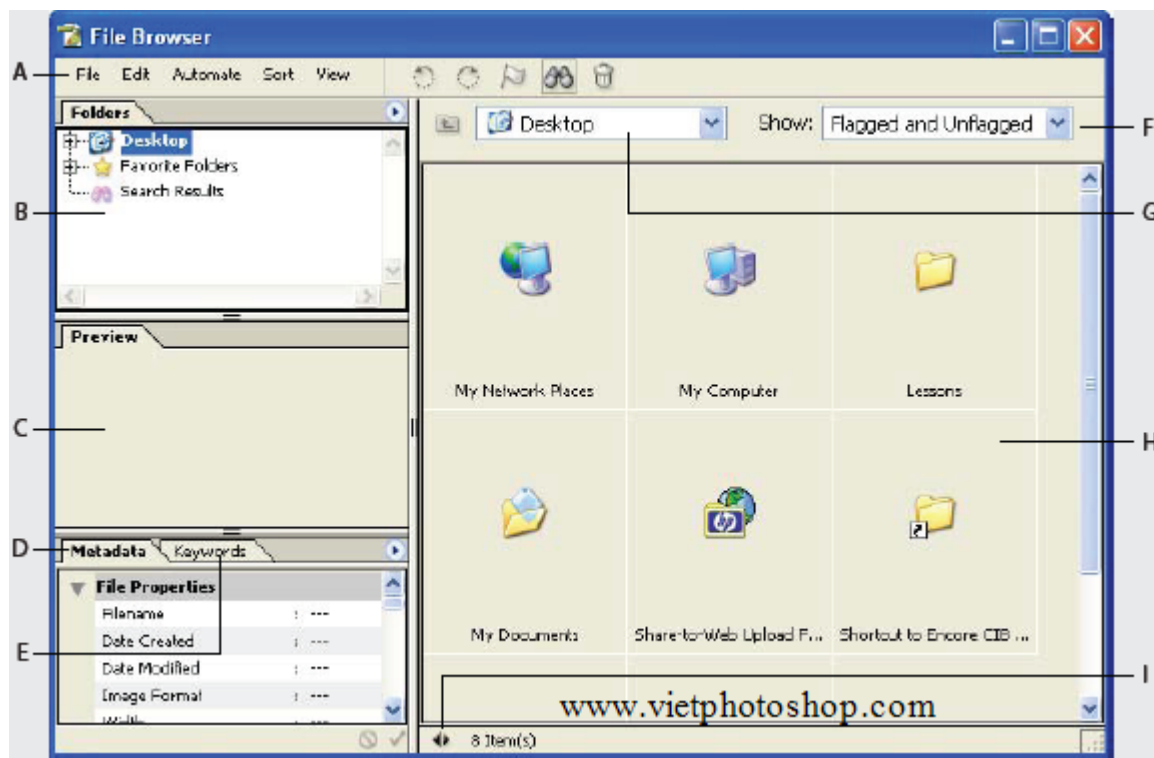 File Browser
A
File Edit Automate Sort View
Folders
Desktop
Show: Flagged and Unflagged
F
Desktop
Favorite Folders
Search Results
B
G
Preview
My Network Places
My Computer
Lessons
C
H
D
Metadata Keywords
File Properties
Filename : ---
Date Created : ---
Date Modified : ---
Image Format : ---
E
My Documents
Share-to-Web Upload F...
Shortcut to Encore CIB ...
I
www.vietphotoshop.com
8 Item(s)